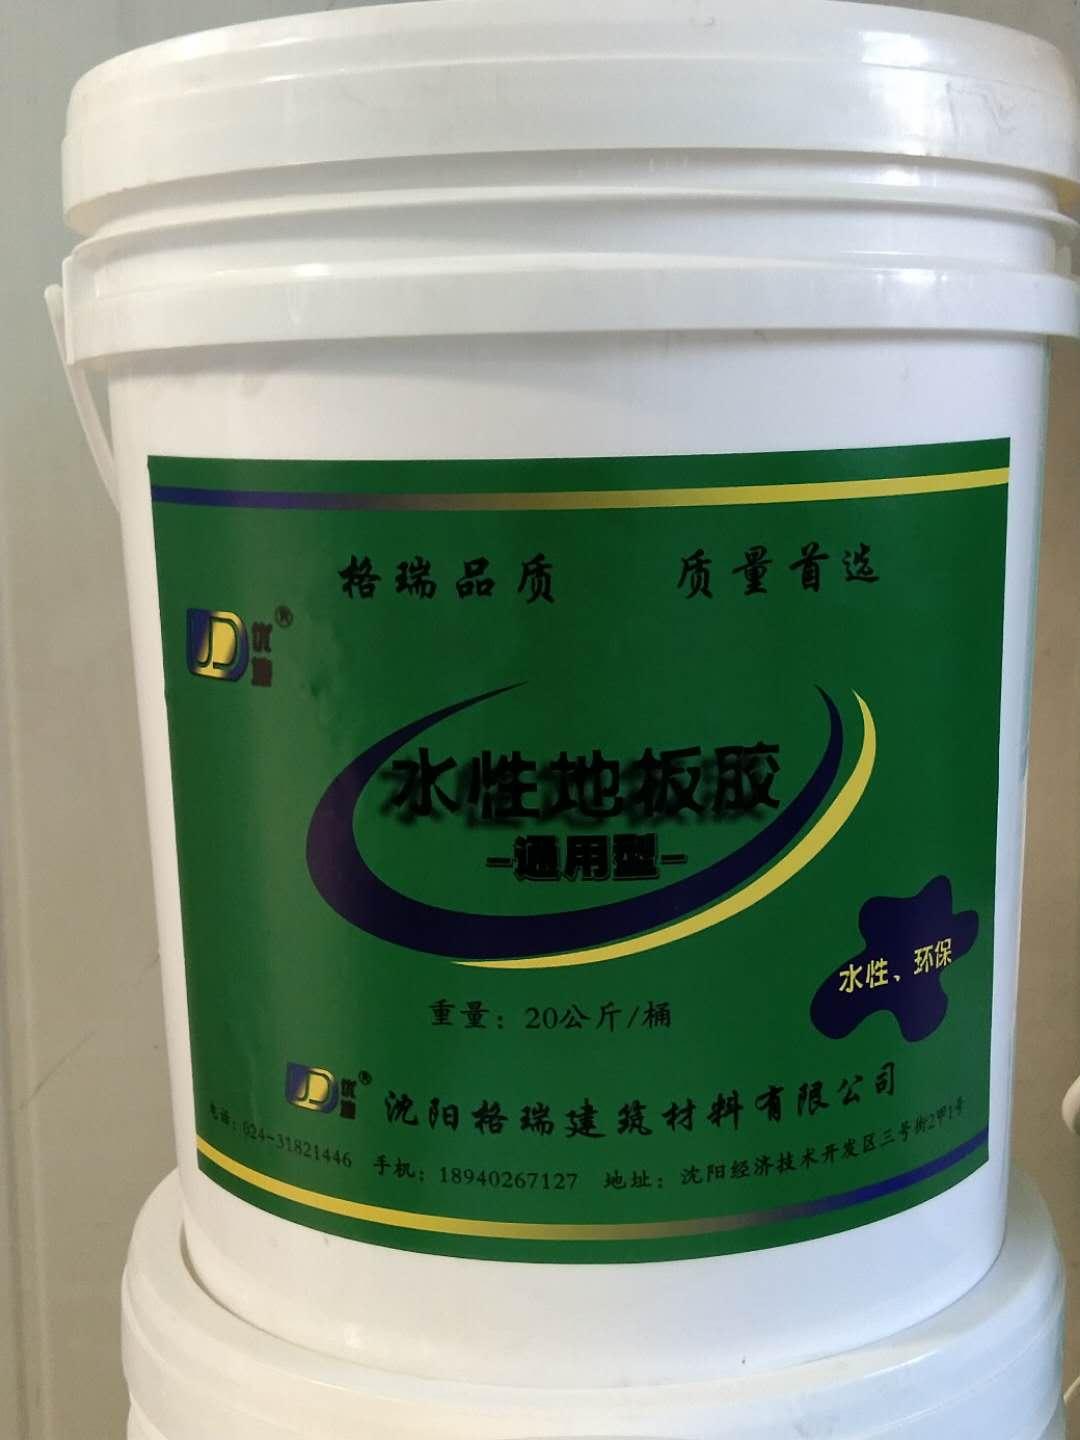 格瑞品质 质量首选
优
®
水性地板胶
-通用型-
水性、环保
重量：20公斤/桶
优
®
沈阳格瑞建筑材料有限公司
电话：024-31821446 手机：18940267127 地址：沈阳经济技术开发区三号街2甲1号